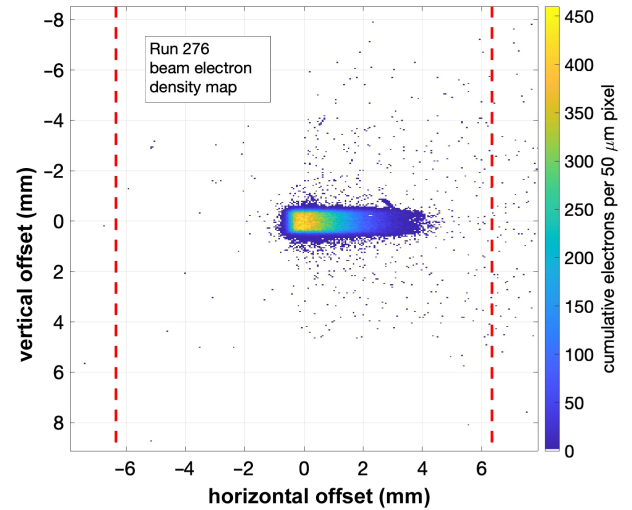 Run 276
beam electron
density map
−8
−6
−4
−2
0
2
4
6
8
vertical offset (mm)
−6 −4 −2 0 2 4 6
horizontal offset (mm)
450
400
350
300
250
200
150
100
50
0
cumulative electrons per 50 μm pixel